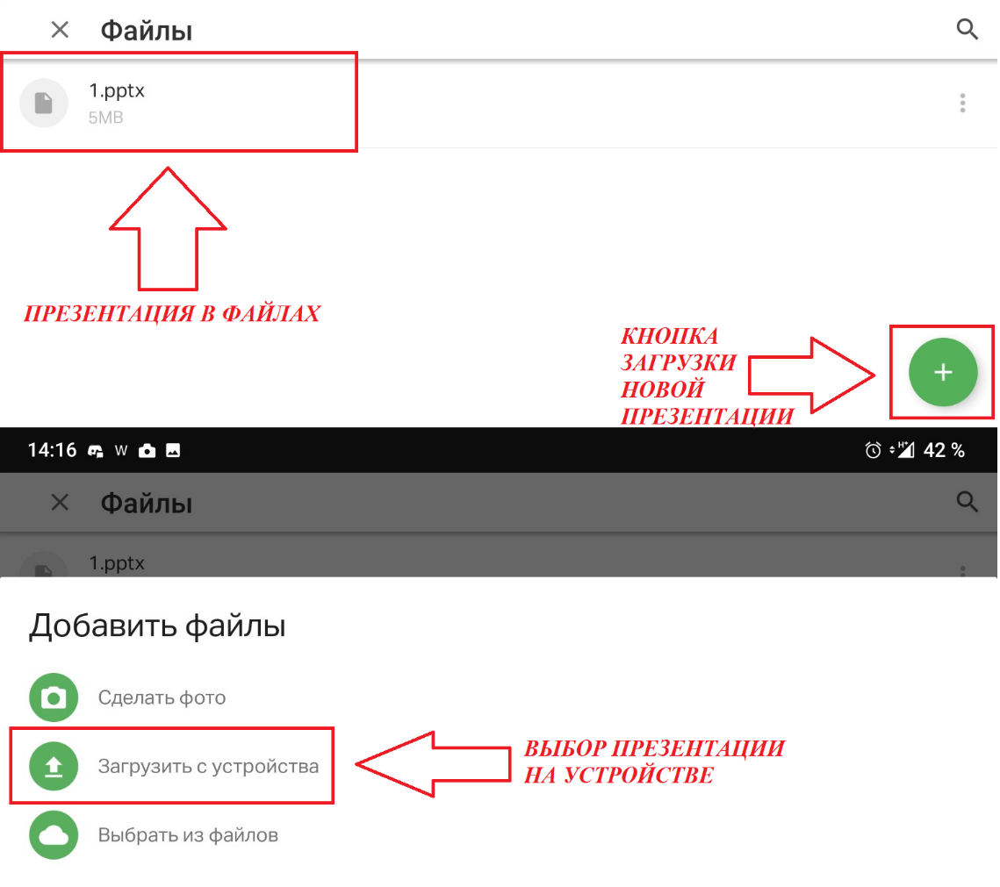 Файлы
1.pptx
5MB
ПРЕЗЕНТАЦИЯ В ФАЙЛАХ
КНОПКА
ЗАГРУЗКИ
НОВОЙ
ПРЕЗЕНТАЦИИ
14:16 W H+ 42 %
Файлы
1.pptx
Добавить файлы
Сделать фото
Загрузить с устройства
ВЫБОР ПРЕЗЕНТАЦИИ
НА УСТРОЙСТВЕ
Выбрать из файлов